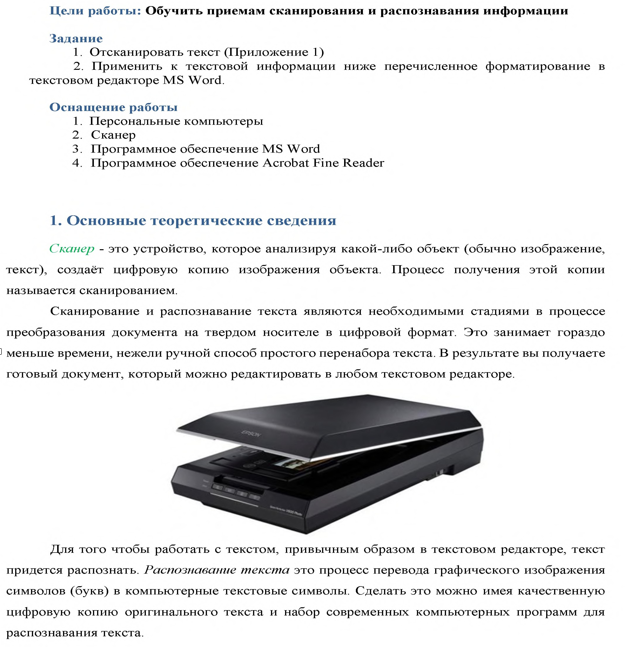 Цели работы: Обучить приемам сканирования и распознавания информации
Задание
1. Отсканировать текст (Приложение 1)
2. Применить к текстовой информации ниже перечисленное форматирование в
текстовом редакторе MS Word.
Оснащение работы
1. Персональные компьютеры
2. Сканер
3. Программное обеспечение MS Word
4. Программное обеспечение Acrobat Fine Reader
1. Основные теоретические сведения
Сканер - это устройство, которое анализируя какой-либо объект (обычно изображение,
текст), создаёт цифровую копию изображения объекта. Процесс получения этой копии
называется сканированием.
Сканирование и распознавание текста являются необходимыми стадиями в процессе
преобразования документа на твердом носителе в цифровой формат. Это занимает гораздо
меньше времени, нежели ручной способ простого перенабора текста. В результате вы получаете
готовый документ, который можно редактировать в любом текстовом редакторе.
EPSON
Для того чтобы работать с текстом, привычным образом в текстовом редакторе, текст
придется распознать. Распознавание текста это процесс перевода графического изображения
символов (букв) в компьютерные текстовые символы. Сделать это можно имея качественную
цифровую копию оригинального текста и набор современных компьютерных программ для
распознавания текста.